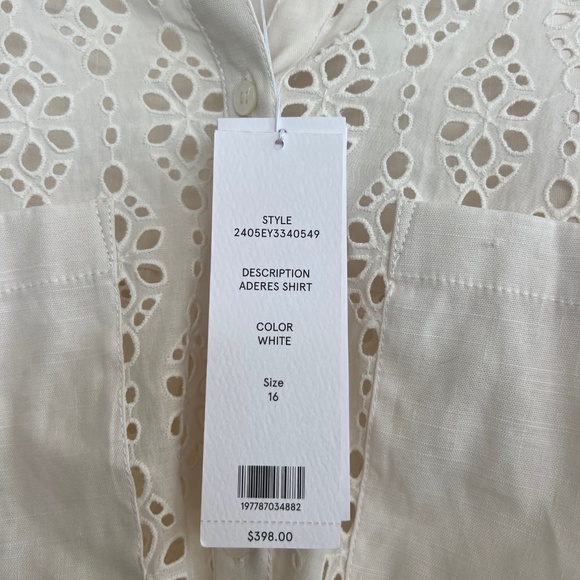 STYLE
2405EY3340549
DESCRIPTION
ADERES SHIRT
COLOR
WHITE
Size
16
197787034882
$398.00